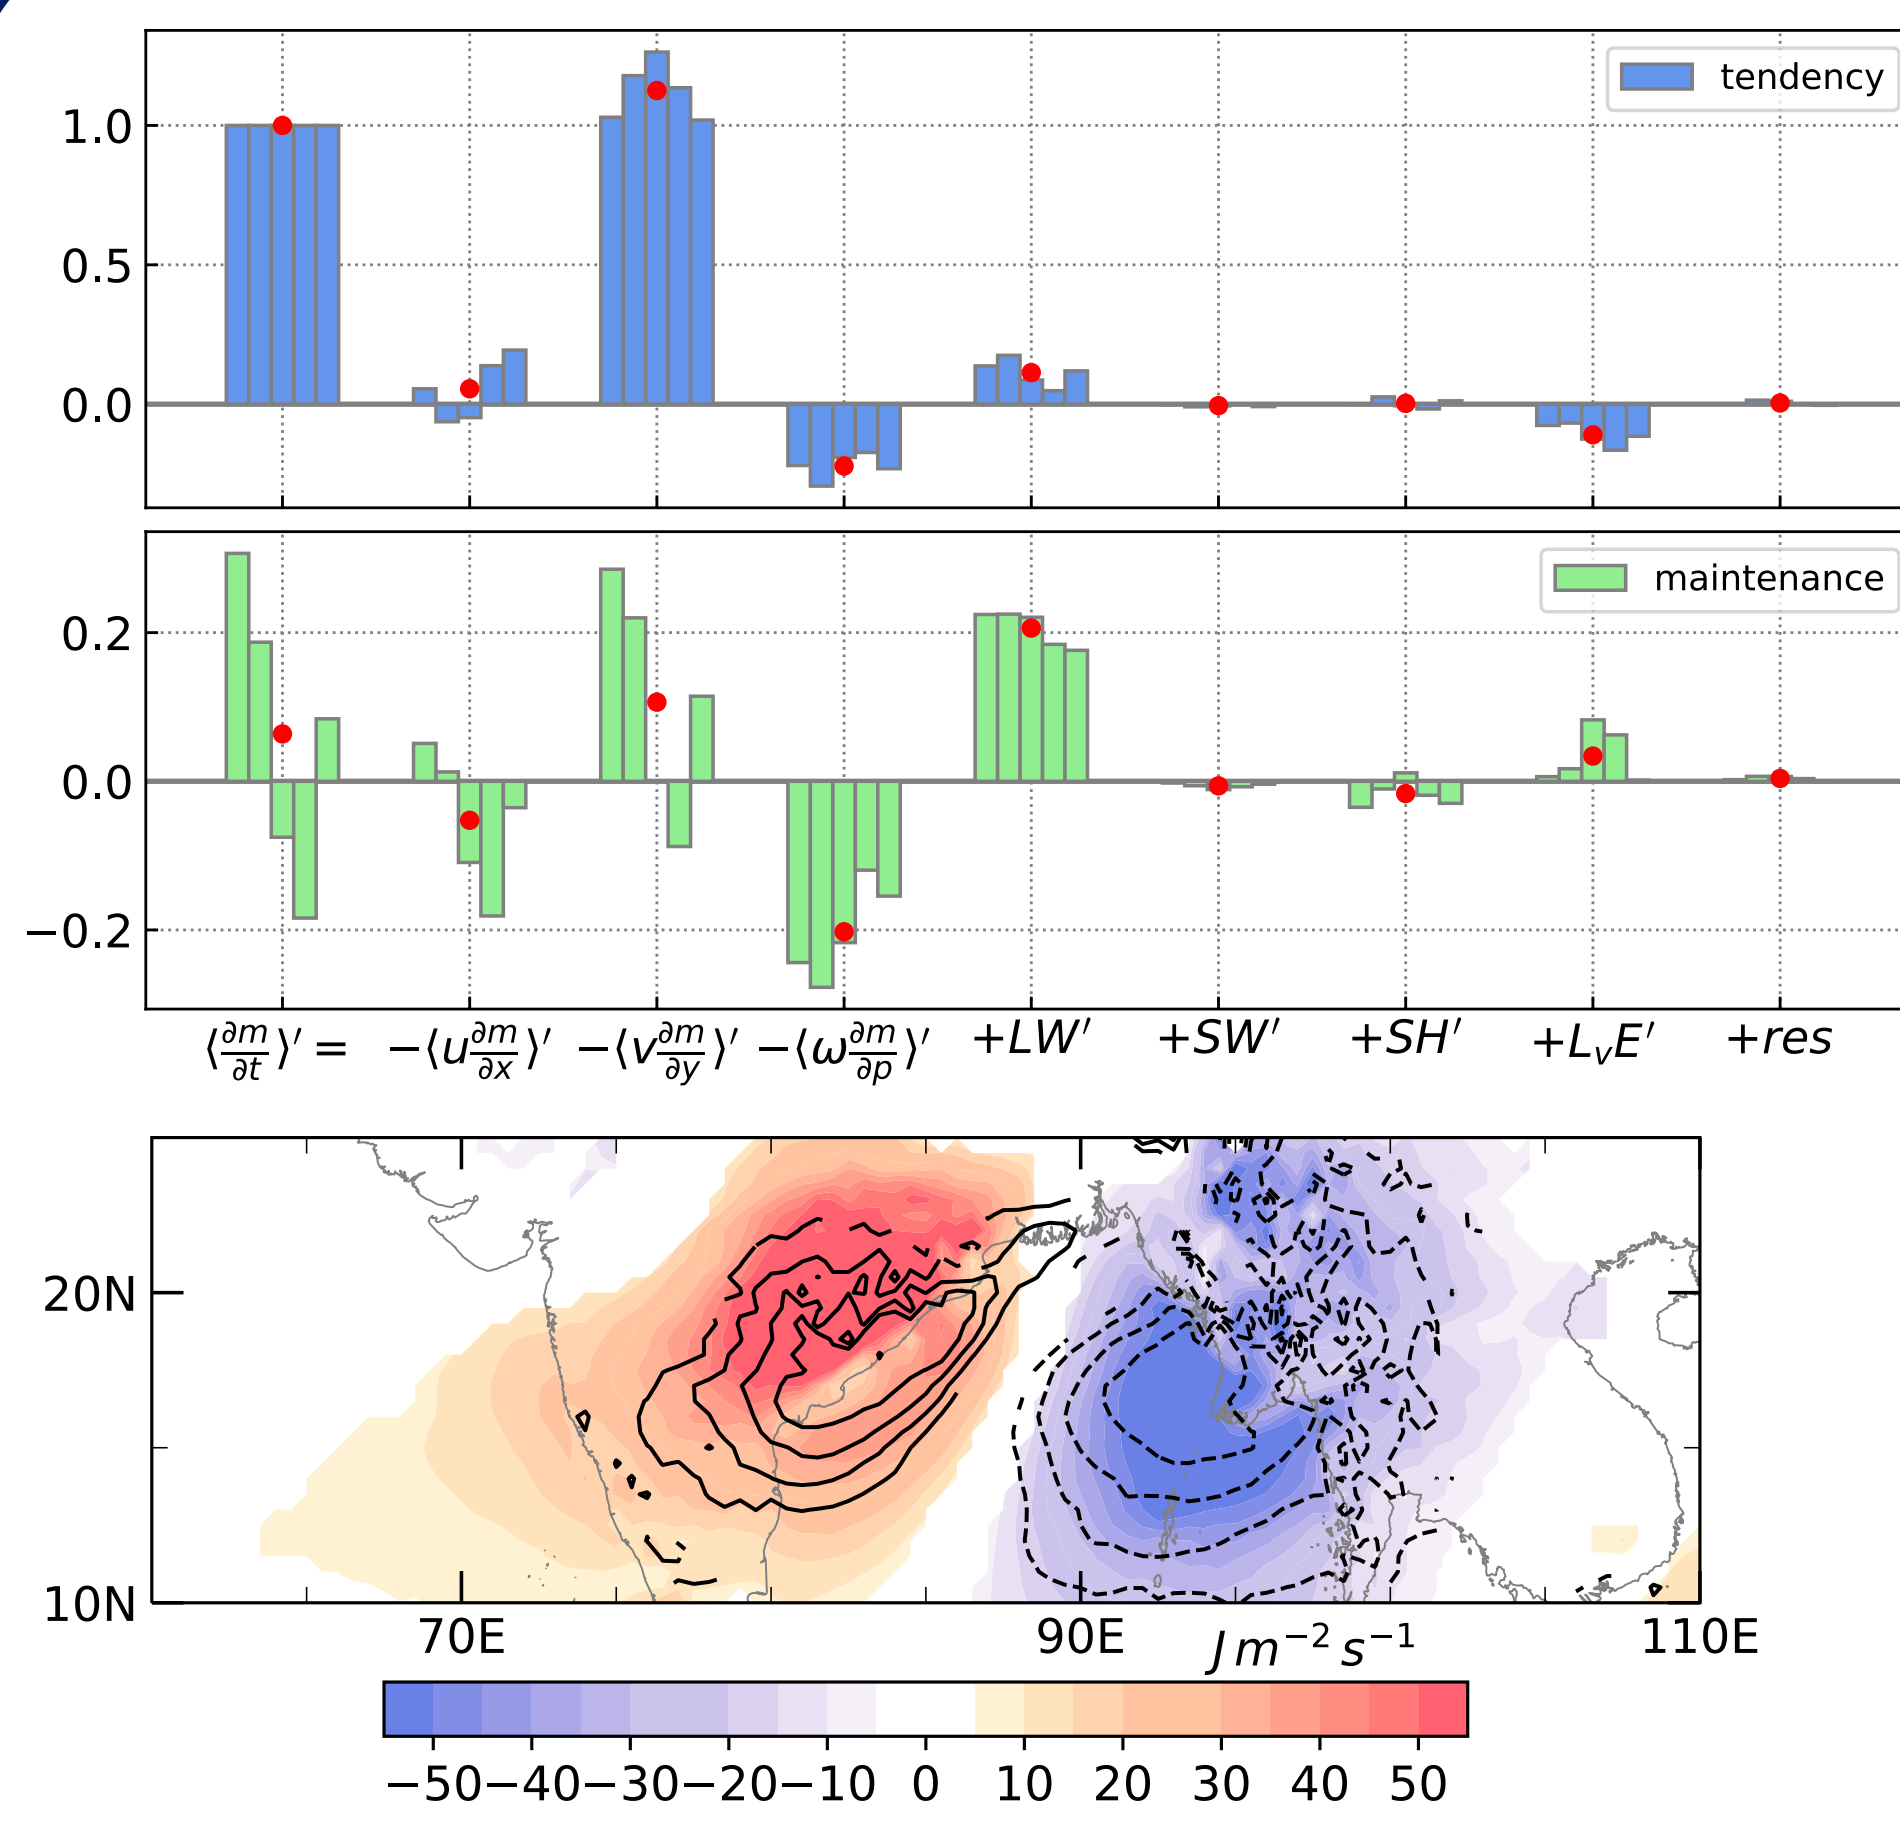 tendency
1.0
0.5
0.0
maintenance
0.2
0.0
−0.2
⟨∂m/∂t⟩′ = −⟨u∂m/∂x⟩′ −⟨v∂m/∂y⟩′ −⟨ω∂m/∂p⟩′ +LW′ +SW′ +SH′ +LᵥE′ +res
20N
10N
70E 90E 110E
J m⁻² s⁻¹
−50 −40 −30 −20 −10 0 10 20 30 40 50